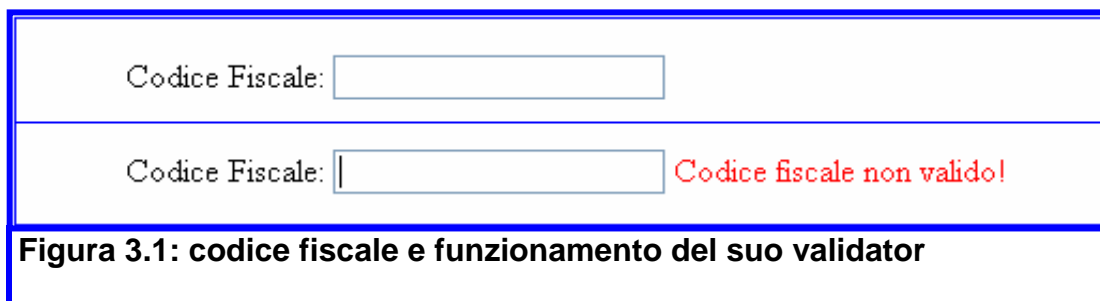 Codice Fiscale:
Codice Fiscale: Codice fiscale non valido!
Figura 3.1: codice fiscale e funzionamento del suo validator